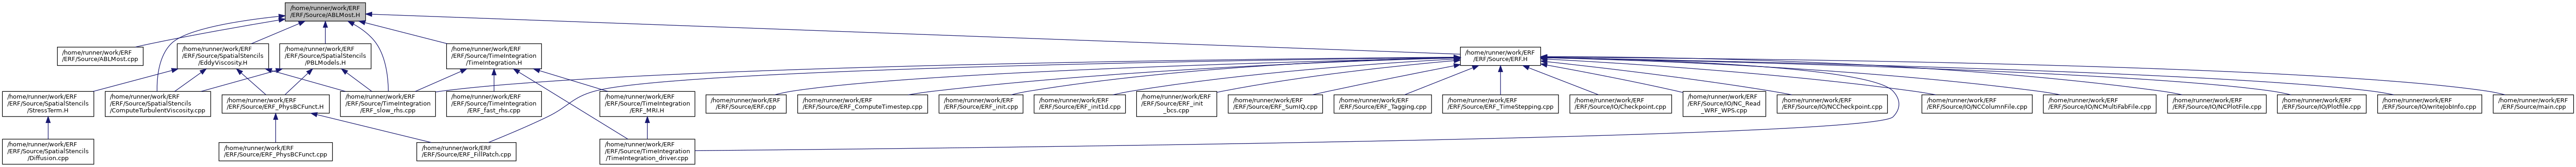 /home/runner/work/ERF
/ERF/Source/ABLMost.H
/home/runner/work/ERF
/ERF/Source/ABLMost.cpp
/home/runner/work/ERF
/ERF/Source/SpatialStencils
/EddyViscosity.H
/home/runner/work/ERF
/ERF/Source/SpatialStencils
/PBLModels.H
/home/runner/work/ERF
/ERF/Source/TimeIntegration
/TimeIntegration.H
/home/runner/work/ERF
/ERF/Source/ERF.H
/home/runner/work/ERF
/ERF/Source/SpatialStencils
/StressTerm.H
/home/runner/work/ERF
/ERF/Source/SpatialStencils
/ComputeTurbulentViscosity.cpp
/home/runner/work/ERF
/ERF/Source/ERF_PhysBCFunct.H
/home/runner/work/ERF
/ERF/Source/TimeIntegration
/ERF_slow_rhs.cpp
/home/runner/work/ERF
/ERF/Source/TimeIntegration
/ERF_fast_rhs.cpp
/home/runner/work/ERF
/ERF/Source/TimeIntegration
/ERF_MRI.H
/home/runner/work/ERF
/ERF/Source/ERF.cpp
/home/runner/work/ERF
/ERF/Source/ERF_ComputeTimestep.cpp
/home/runner/work/ERF
/ERF/Source/ERF_init.cpp
/home/runner/work/ERF
/ERF/Source/ERF_init1d.cpp
/home/runner/work/ERF
/ERF/Source/ERF_init
_bcs.cpp
/home/runner/work/ERF
/ERF/Source/ERF_SumIQ.cpp
/home/runner/work/ERF
/ERF/Source/ERF_Tagging.cpp
/home/runner/work/ERF
/ERF/Source/ERF_TimeStepping.cpp
/home/runner/work/ERF
/ERF/Source/IO/Checkpoint.cpp
/home/runner/work/ERF
/ERF/Source/IO/NC_Read
_WRF_WPS.cpp
/home/runner/work/ERF
/ERF/Source/IO/NCCheckpoint.cpp
/home/runner/work/ERF
/ERF/Source/IO/NCColumnFile.cpp
/home/runner/work/ERF
/ERF/Source/IO/NCMultiFabFile.cpp
/home/runner/work/ERF
/ERF/Source/IO/NCPlotFile.cpp
/home/runner/work/ERF
/ERF/Source/IO/Plotfile.cpp
/home/runner/work/ERF
/ERF/Source/IO/writeJobInfo.cpp
/home/runner/work/ERF
/ERF/Source/main.cpp
/home/runner/work/ERF
/ERF/Source/SpatialStencils
/Diffusion.cpp
/home/runner/work/ERF
/ERF/Source/ERF_PhysBCFunct.cpp
/home/runner/work/ERF
/ERF/Source/ERF_FillPatch.cpp
/home/runner/work/ERF
/ERF/Source/TimeIntegration
/TimeIntegration_driver.cpp